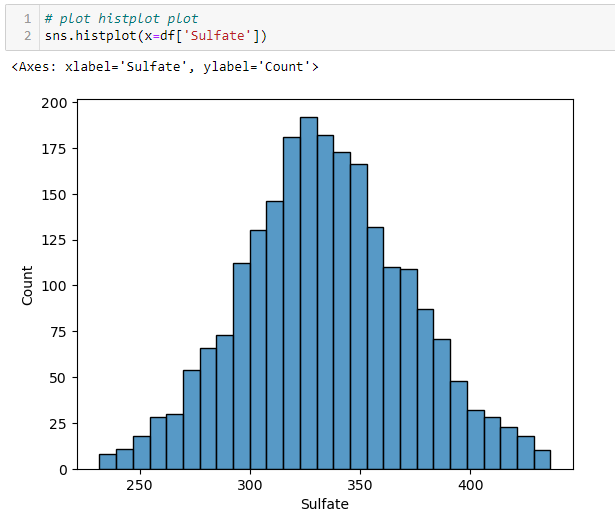 1 # plot histplot plot
2 sns.histplot(x=df['Sulfate'])
<Axes: xlabel='Sulfate', ylabel='Count'>
200
175
150
125
100
75
50
25
0
Count
250 300 350 400
Sulfate